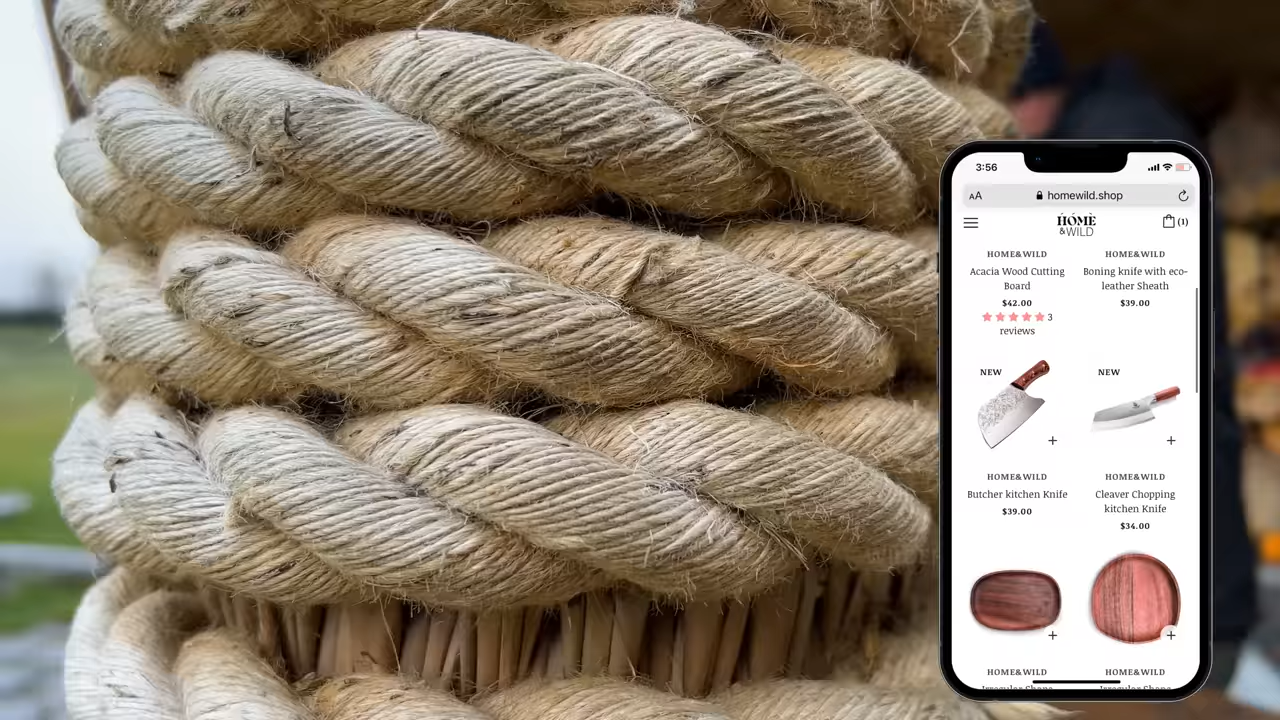 3:56
AA homewild.shop
HOME
&WILD
(1)
HOME&WILD
Acacia Wood Cutting
Board
$42.00
3
reviews
HOME&WILD
Boning knife with eco-
leather Sheath
$39.00
NEW
HOME&WILD
Butcher kitchen Knife
$39.00
NEW
HOME&WILD
Cleaver Chopping
kitchen Knife
$34.00
HOME&WILD
HOME&WILD